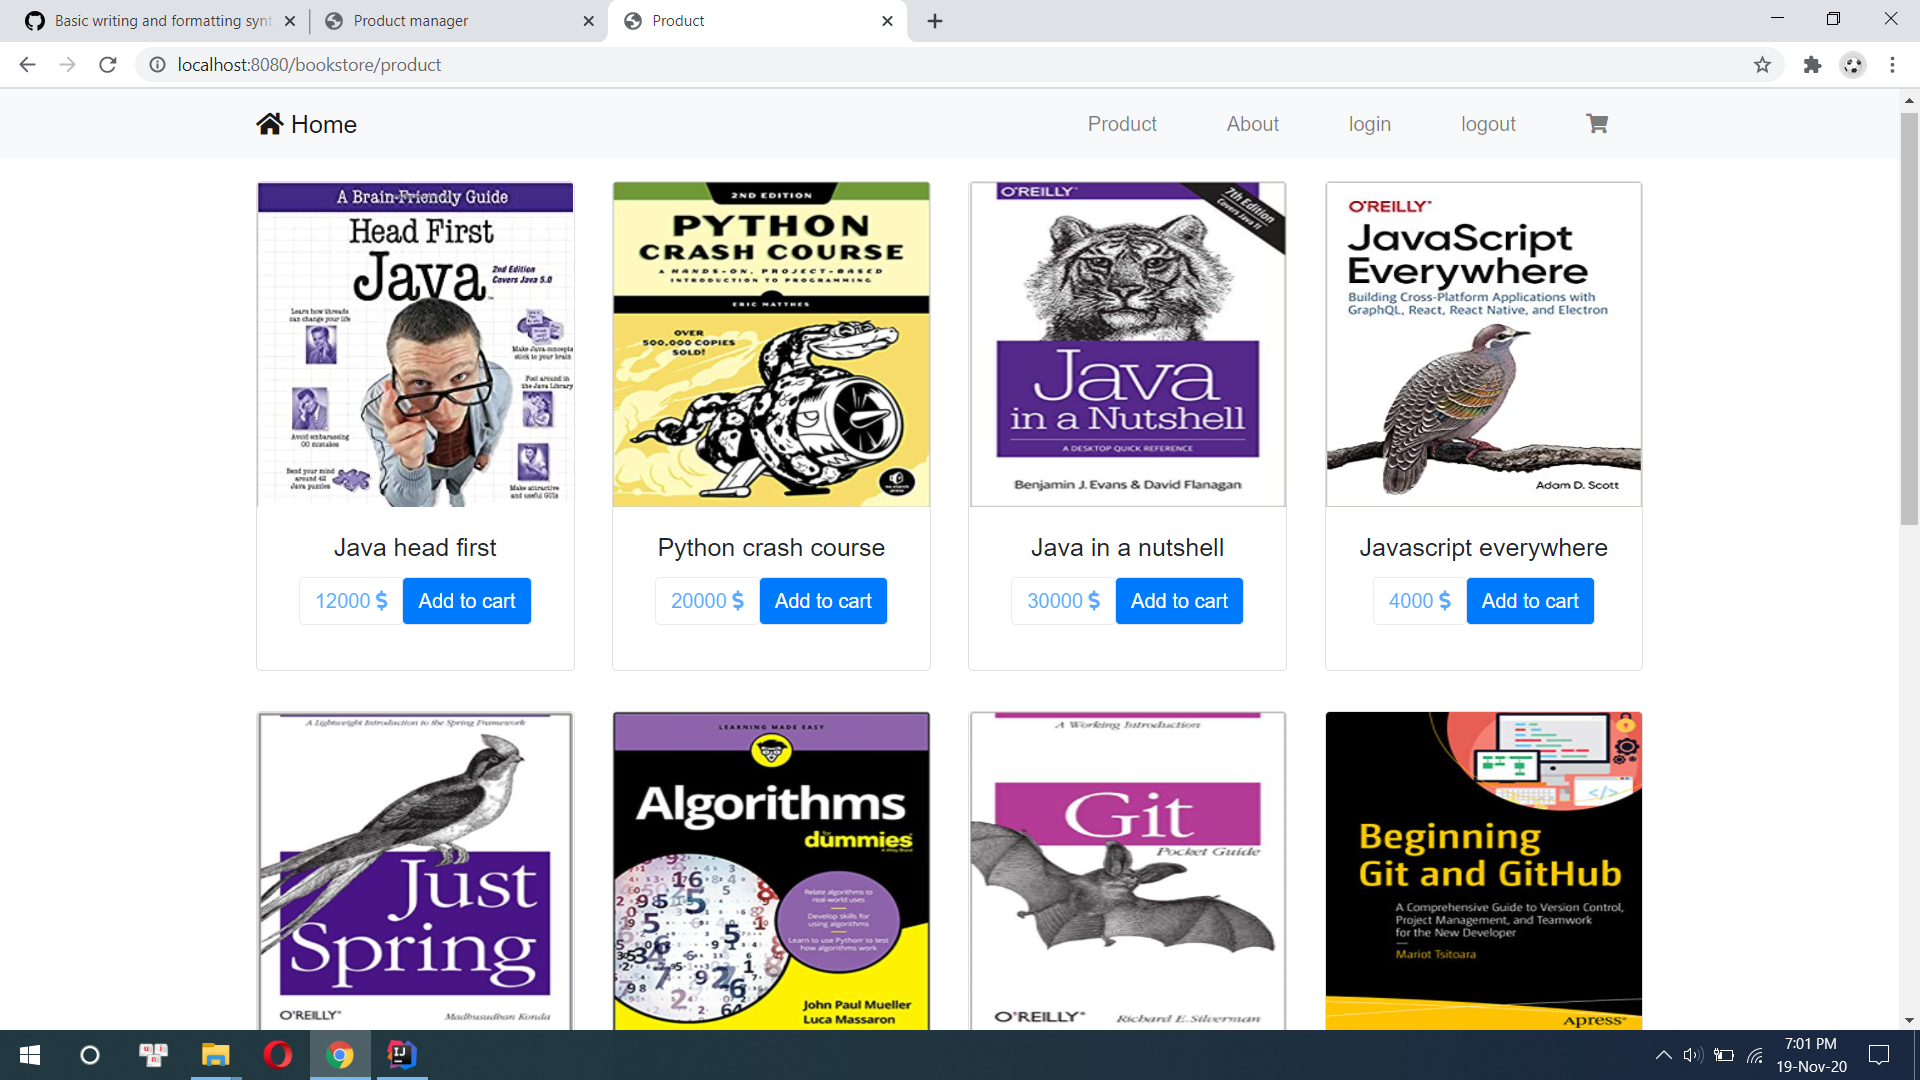 Basic writing and formatting synt
Product manager
Product
localhost:8080/bookstore/product
Home
Product
About
login
logout
A Brain-Friendly Guide
Head First
Java
2nd Edition
Covers Java 5.0
Learn how threads
can change your life
Make Java concepts
stick to your brain
Fool around in
the Java Library
Avoid embarassing
OO mistakes
Bend your mind
around 42
Java puzzles
Make attractive
and useful GUIs
2ND EDITION
PYTHON
CRASH COURSE
A HANDS-ON, PROJECT-BASED
INTRODUCTION TO PROGRAMMING
ERIC MATTHES
OVER
500,000 COPIES
SOLD!
no starch
press
O'REILLY
7th Edition
Covers Java 11
Java
in a Nutshell
A DESKTOP QUICK REFERENCE
Benjamin J. Evans & David Flanagan
O'REILLY
JavaScript
Everywhere
Building Cross-Platform Applications with
GraphQL, React, React Native, and Electron
Adam D. Scott
Java head first
12000 $
Add to cart
Python crash course
20000 $
Add to cart
Java in a nutshell
30000 $
Add to cart
Javascript everywhere
4000 $
Add to cart
A Lightweight Introduction to the Spring Framework
Just
Spring
O'REILLY
Madhusudhan Konda
LEARNING MADE EASY
Algorithms
for
dummies
A Wiley Brand
Relate algorithms to
real-world uses
Develop skills for
using algorithms
Learn to use Python to test
how algorithms work
John Paul Mueller
Luca Massaron
A Working Introduction
Git
Pocket Guide
O'REILLY
Richard E. Silverman
</>
Beginning
Git and GitHub
A Comprehensive Guide to Version Control,
Project Management, and Teamwork
for the New Developer
Mariot Tsitoara
Apress
7:01 PM
19-Nov-20